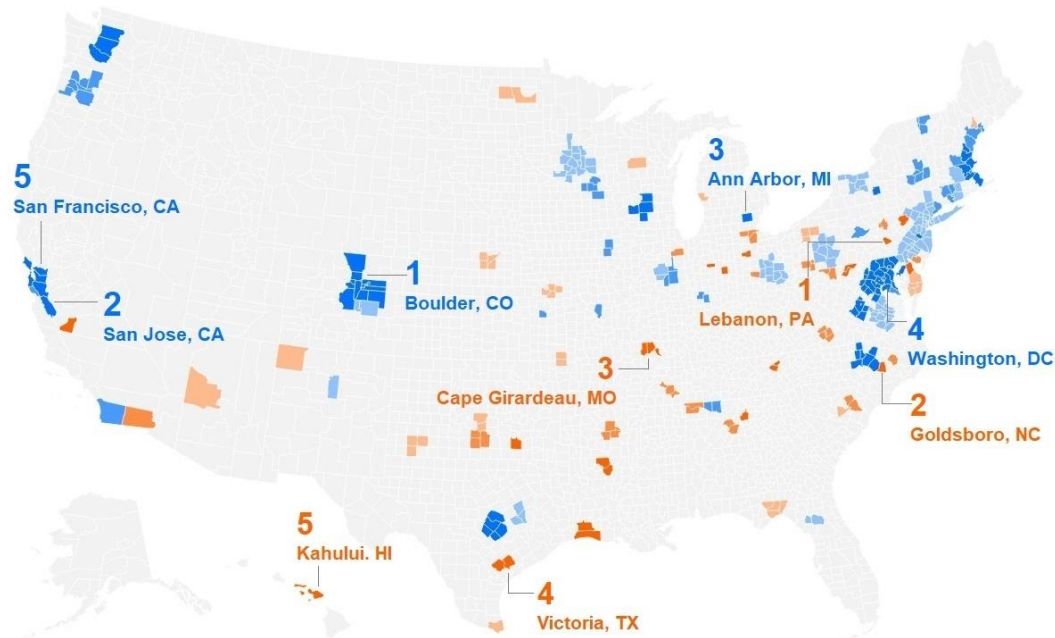 3
Ann Arbor, MI
5
San Francisco, CA
1
Boulder, CO
2
San Jose, CA
1
Lebanon, PA
4
Washington, DC
3
Cape Girardeau, MO
2
Goldsboro, NC
5
Kahului. HI
4
Victoria, TX